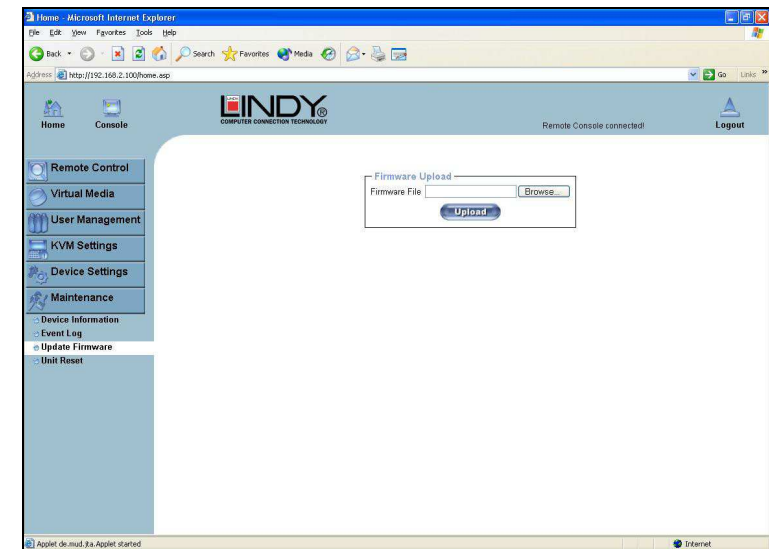 Home - Microsoft Internet Explorer
File Edit View Favorites Tools Help
Back Search Favorites Media
Address http://192.168.2.100/home.asp Go Links »
Home Console
LINDY®
COMPUTER CONNECTION TECHNOLOGY
Remote Console connected!
Logout
Remote Control
Virtual Media
User Management
KVM Settings
Device Settings
Maintenance
Device Information
Event Log
Update Firmware
Unit Reset
Firmware Upload
Firmware File Browse...
Upload
Applet de.mud.jta.Applet started Internet